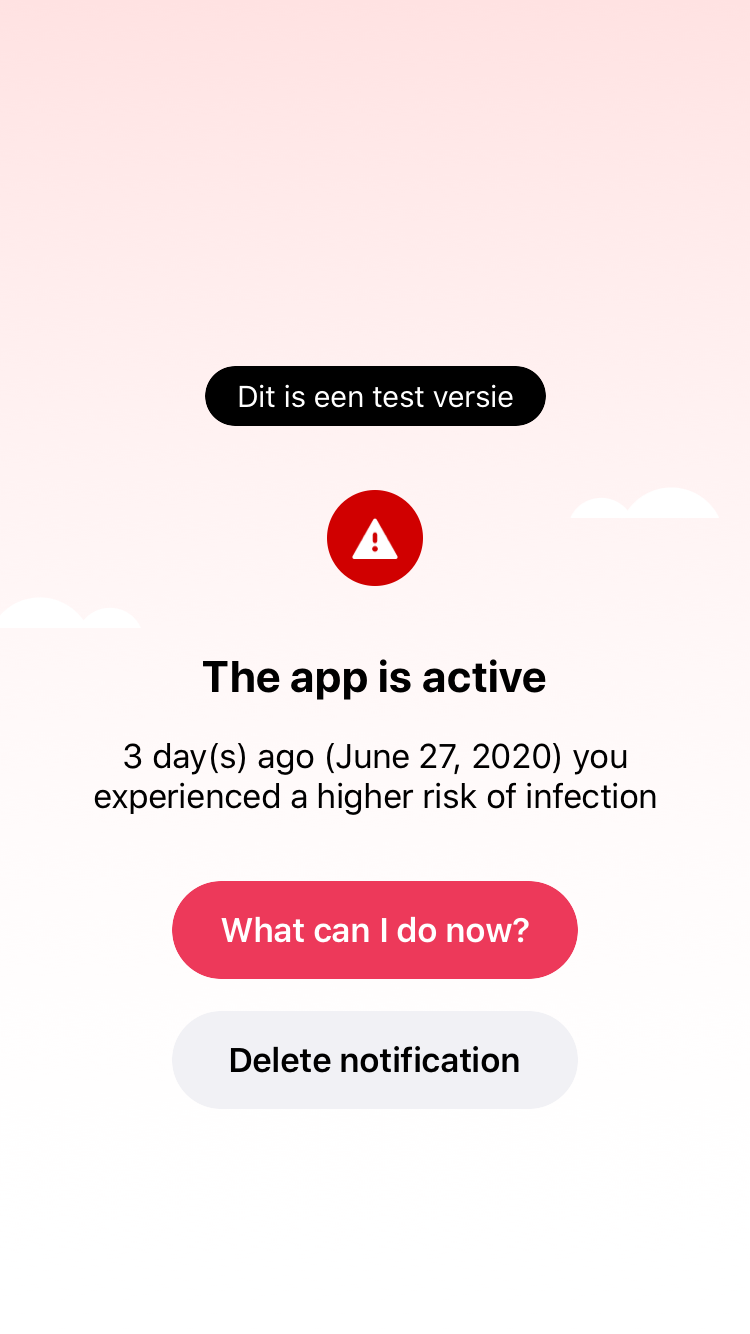 Dit is een test versie
The app is active
3 day(s) ago (June 27, 2020) you
experienced a higher risk of infection
What can I do now?
Delete notification